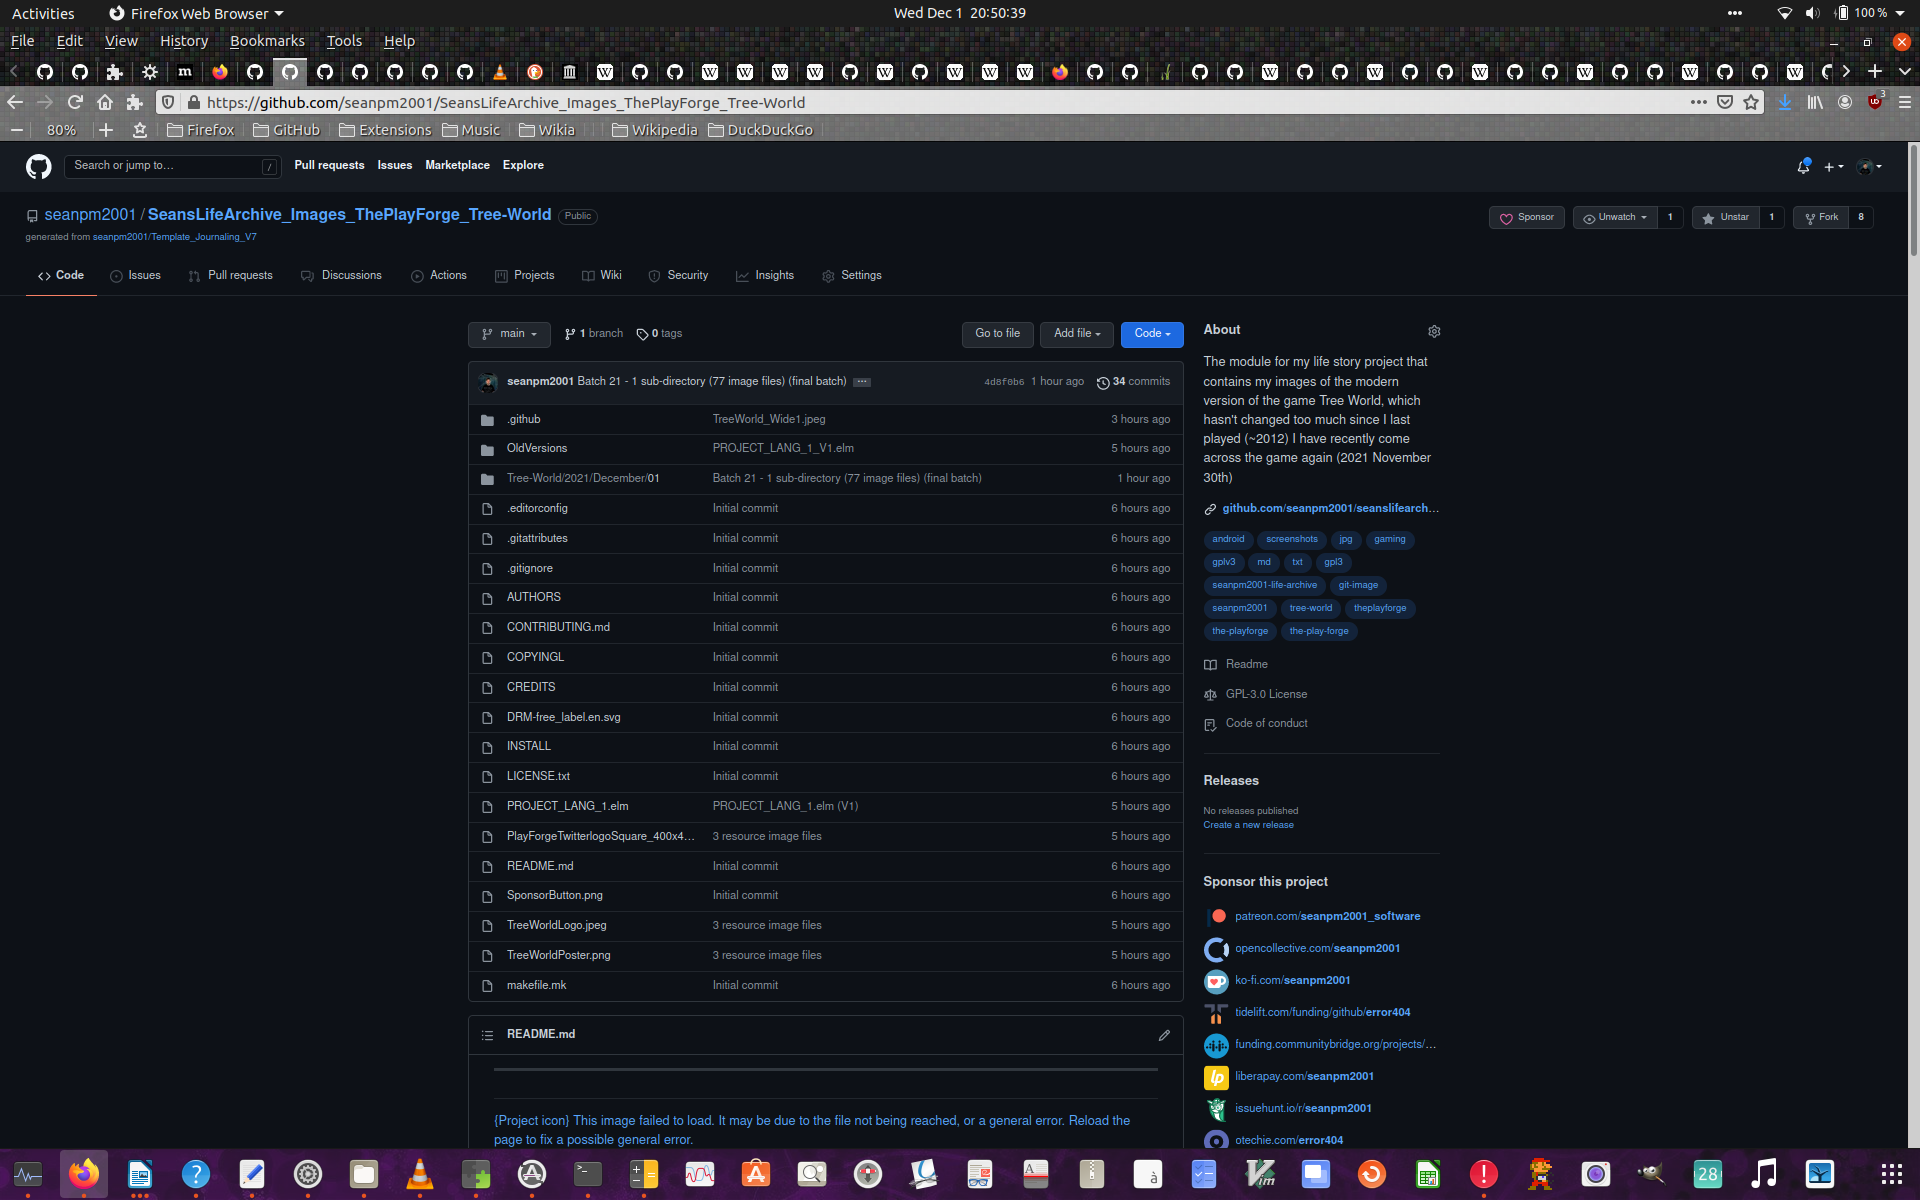 Activities Firefox Web Browser Wed Dec 1 20:50:39 100 %
File Edit View History Bookmarks Tools Help
https://github.com/seanpm2001/SeansLifeArchive_Images_ThePlayForge_Tree-World
80% Firefox GitHub Extensions Music Wikia Wikipedia DuckDuckGo
Search or jump to… / Pull requests Issues Marketplace Explore
seanpm2001 / SeansLifeArchive_Images_ThePlayForge_Tree-World Public
Sponsor Unwatch 1 Unstar 1 Fork 8
generated from seanpm2001/Template_Journaling_V7
Code Issues Pull requests Discussions Actions Projects Wiki Security Insights Settings
main 1 branch 0 tags Go to file Add file Code
seanpm2001 Batch 21 - 1 sub-directory (77 image files) (final batch) ... 4d8f0b6 1 hour ago 34 commits
.github TreeWorld_Wide1.jpeg 3 hours ago
OldVersions PROJECT_LANG_1_V1.elm 5 hours ago
Tree-World/2021/December/01 Batch 21 - 1 sub-directory (77 image files) (final batch) 1 hour ago
.editorconfig Initial commit 6 hours ago
.gitattributes Initial commit 6 hours ago
.gitignore Initial commit 6 hours ago
AUTHORS Initial commit 6 hours ago
CONTRIBUTING.md Initial commit 6 hours ago
COPYINGL Initial commit 6 hours ago
CREDITS Initial commit 6 hours ago
DRM-free_label.en.svg Initial commit 6 hours ago
INSTALL Initial commit 6 hours ago
LICENSE.txt Initial commit 6 hours ago
PROJECT_LANG_1.elm PROJECT_LANG_1.elm (V1) 5 hours ago
PlayForgeTwitterlogoSquare_400x4… 3 resource image files 5 hours ago
README.md Initial commit 6 hours ago
SponsorButton.png Initial commit 6 hours ago
TreeWorldLogo.jpeg 3 resource image files 5 hours ago
TreeWorldPoster.png 3 resource image files 5 hours ago
makefile.mk Initial commit 6 hours ago
README.md
{Project icon} This image failed to load. It may be due to the file not being reached, or a general error. Reload the
page to fix a possible general error.
About
The module for my life story project that
contains my images of the modern
version of the game Tree World, which
hasn't changed too much since I last
played (~2012) I have recently come
across the game again (2021 November
30th)
github.com/seanpm2001/seanslifearch…
android screenshots jpg gaming
gplv3 md txt gpl3
seanpm2001-life-archive git-image
seanpm2001 tree-world theplayforge
the-playforge the-play-forge
Readme
GPL-3.0 License
Code of conduct
Releases
No releases published
Create a new release
Sponsor this project
patreon.com/seanpm2001_software
opencollective.com/seanpm2001
ko-fi.com/seanpm2001
tidelift.com/funding/github/error404
funding.communitybridge.org/projects/…
liberapay.com/seanpm2001
issuehunt.io/r/seanpm2001
otechie.com/error404
28